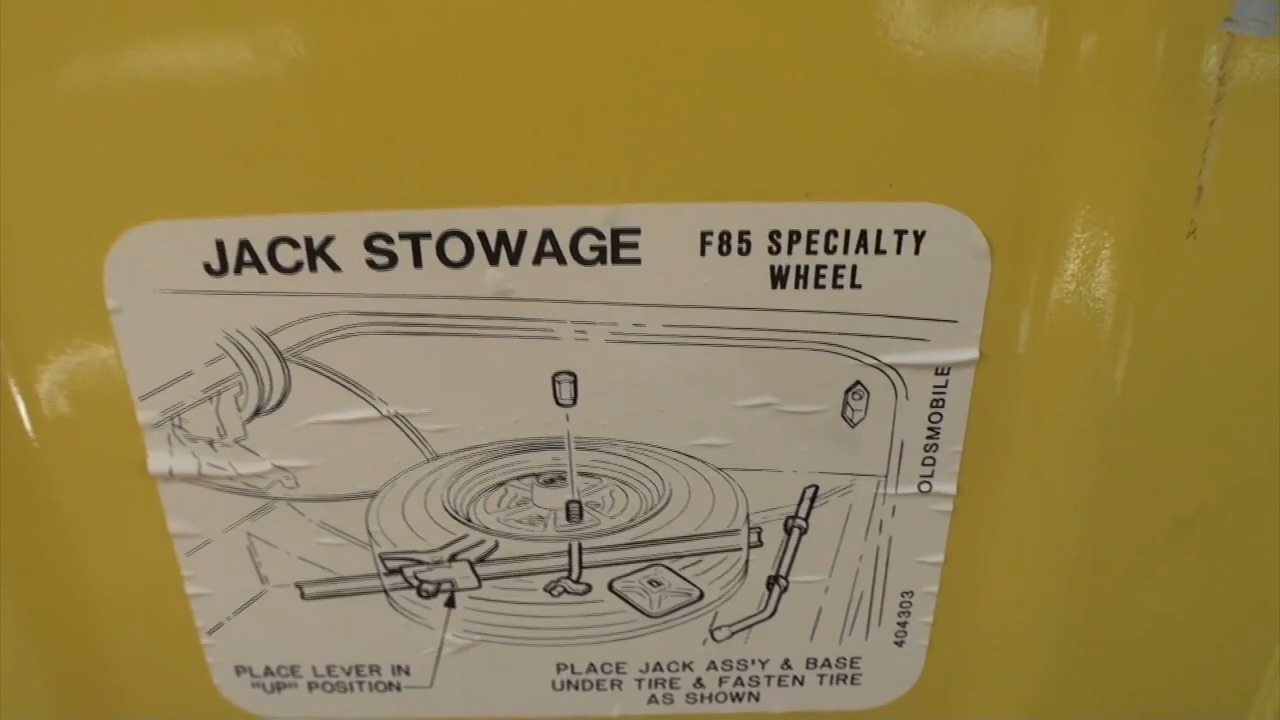 JACK STOWAGE
F85 SPECIALTY
WHEEL
OLDSMOBILE
404303
PLACE LEVER IN
"UP" POSITION
PLACE JACK ASS'Y & BASE
UNDER TIRE & FASTEN TIRE
AS SHOWN